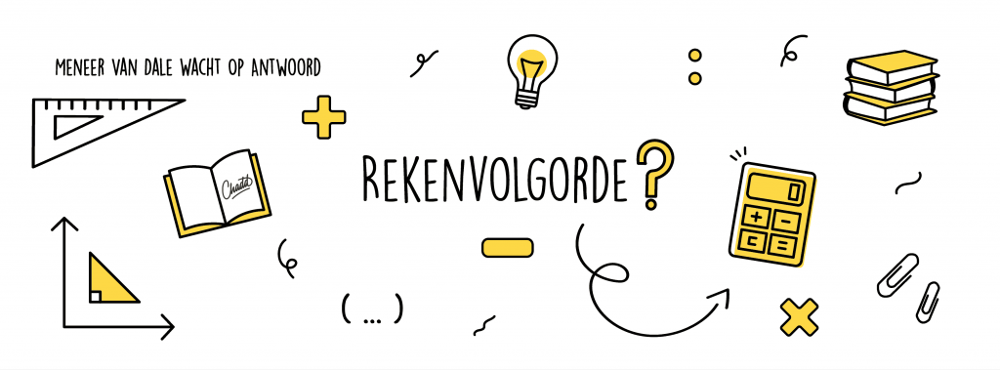 MENEER VAN DALE WACHT OP ANTWOORD
REKENVOLGORDE?
(...)
+ -
C =